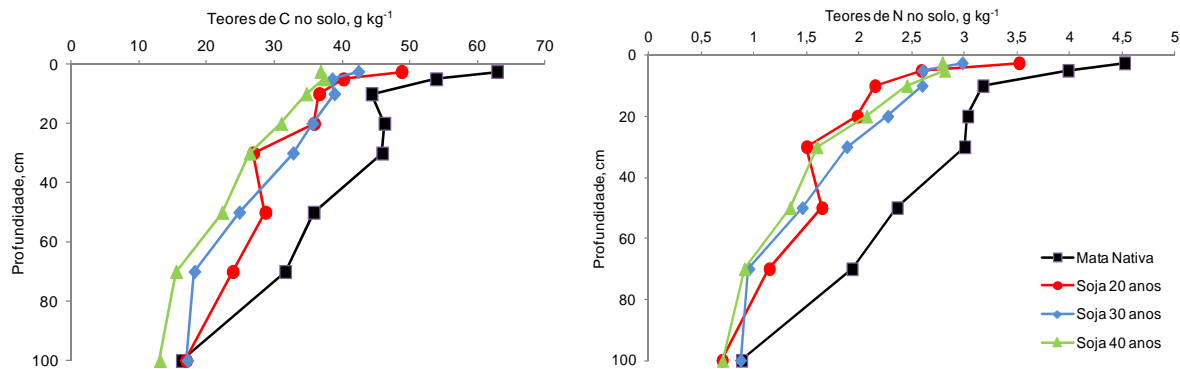 Teores de C no solo, g kg⁻¹
0 10 20 30 40 50 60 70
0
20
40
60
80
100
Profundidade, cm
Teores de N no solo, g kg⁻¹
0 0,5 1 1,5 2 2,5 3 3,5 4 4,5 5
0
20
40
60
80
100
Profundidade, cm
Mata Nativa
Soja 20 anos
Soja 30 anos
Soja 40 anos